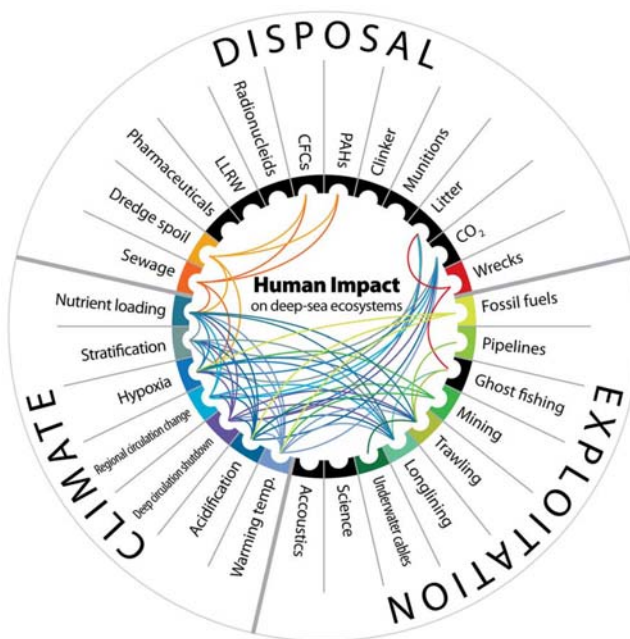 DISPOSAL
Sewage
Dredge spoil
Pharmaceuticals
LLRW
Radionucleids
CFCs
PAHs
Clinker
Munitions
Litter
CO₂
Wrecks
Human Impact
on deep-sea ecosystems
Fossil fuels
Pipelines
Ghost fishing
Mining
Trawling
Longlining
Underwater cables
Science
Accoustics
EXPLOITATION
Warming temp.
Acidification
Deep circulation shutdown
Regional circulation change
Hypoxia
Stratification
Nutrient loading
CLIMATE